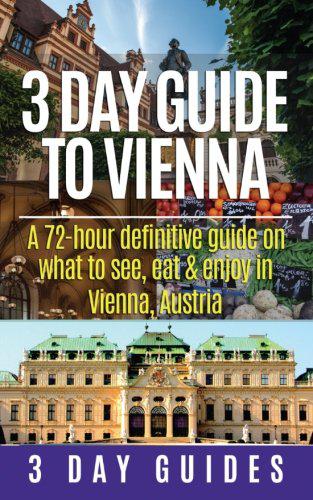 3 DAY GUIDE
TO VIENNA
A 72-hour definitive guide on
what to see, eat & enjoy in
Vienna, Austria
3 DAY GUIDES